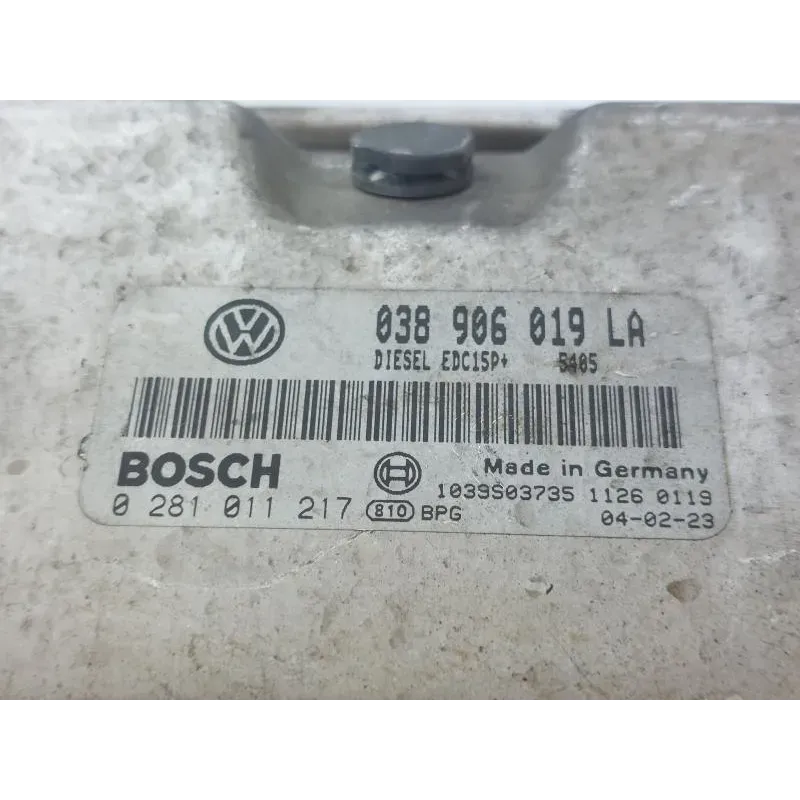 VW 038 906 019 LA
DIESEL EDC15P+ 5405
BOSCH Made in Germany
1039S03735 1126 0119
0 281 011 217 810 BPG 04-02-23